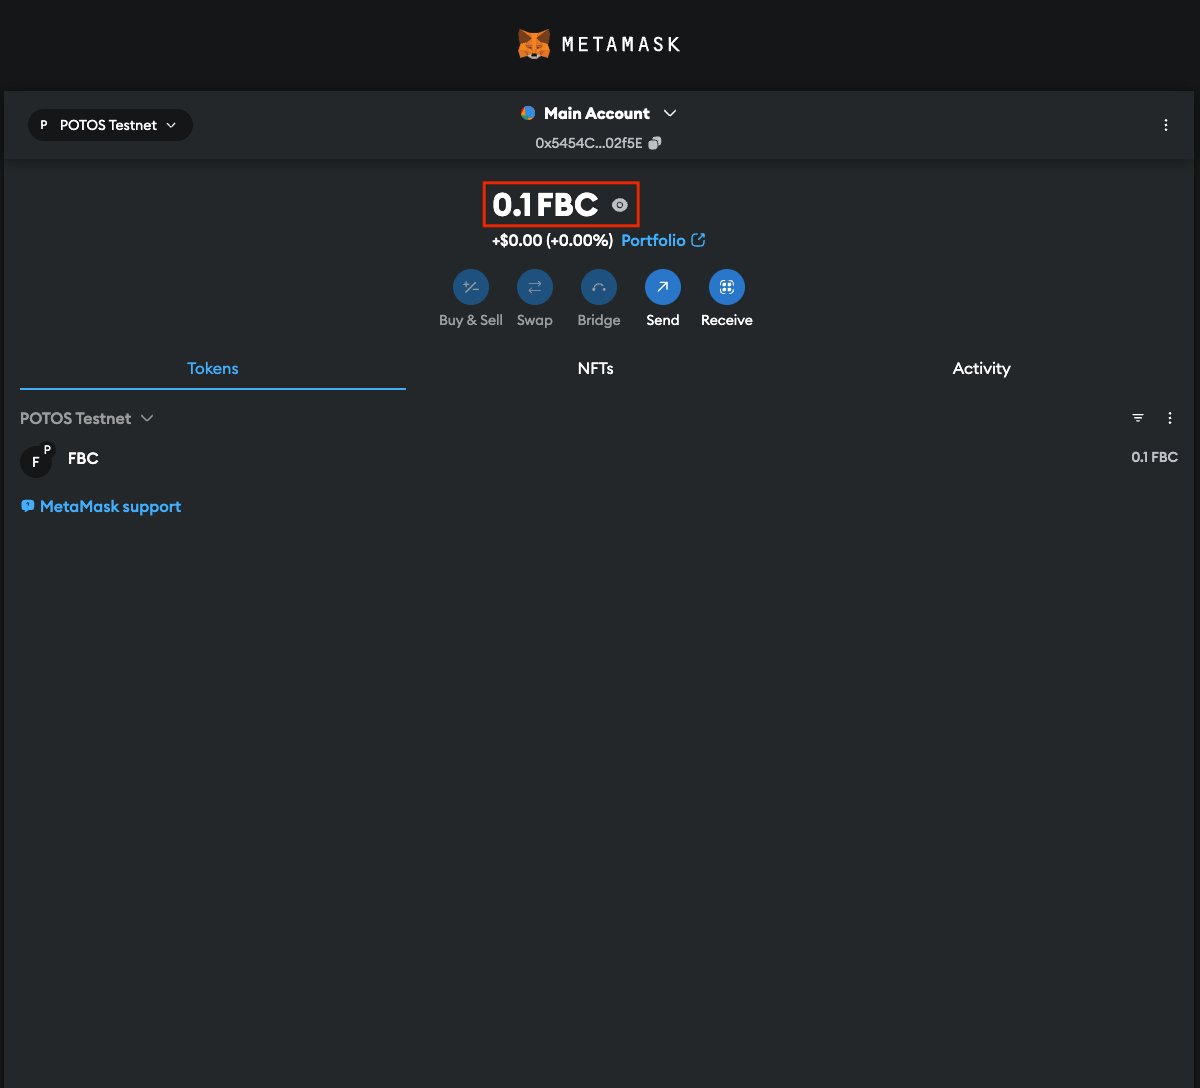 METAMASK
P POTOS Testnet
Main Account
0x5454C...02f5E
0.1 FBC
+$0.00 (+0.00%) Portfolio
Buy & Sell Swap Bridge Send Receive
Tokens NFTs Activity
POTOS Testnet
P
F FBC 0.1 FBC
MetaMask support